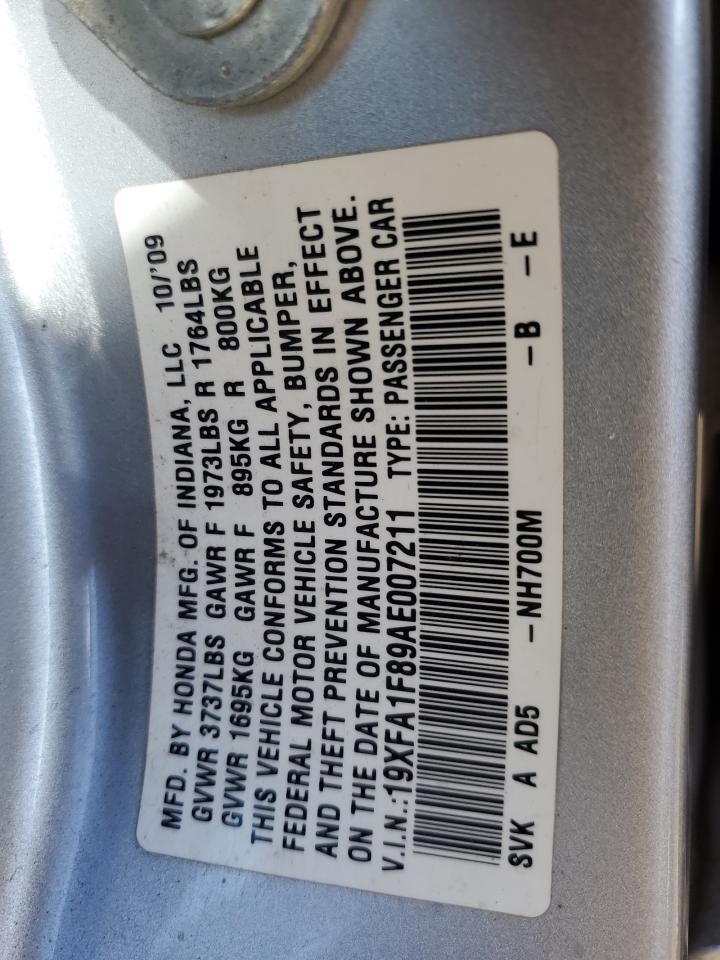 MFD. BY HONDA MFG. OF INDIANA, LLC 10/'09
GVWR 3737LBS GAWR F 1973LBS R 1764LBS
GVWR 1695KG GAWR F 895KG R 800KG
THIS VEHICLE CONFORMS TO ALL APPLICABLE
FEDERAL MOTOR VEHICLE SAFETY, BUMPER,
AND THEFT PREVENTION STANDARDS IN EFFECT
ON THE DATE OF MANUFACTURE SHOWN ABOVE.
V.I.N.:19XFA1F89AE007211 TYPE: PASSENGER CAR
SVK A AD5 -NH700M -B -E